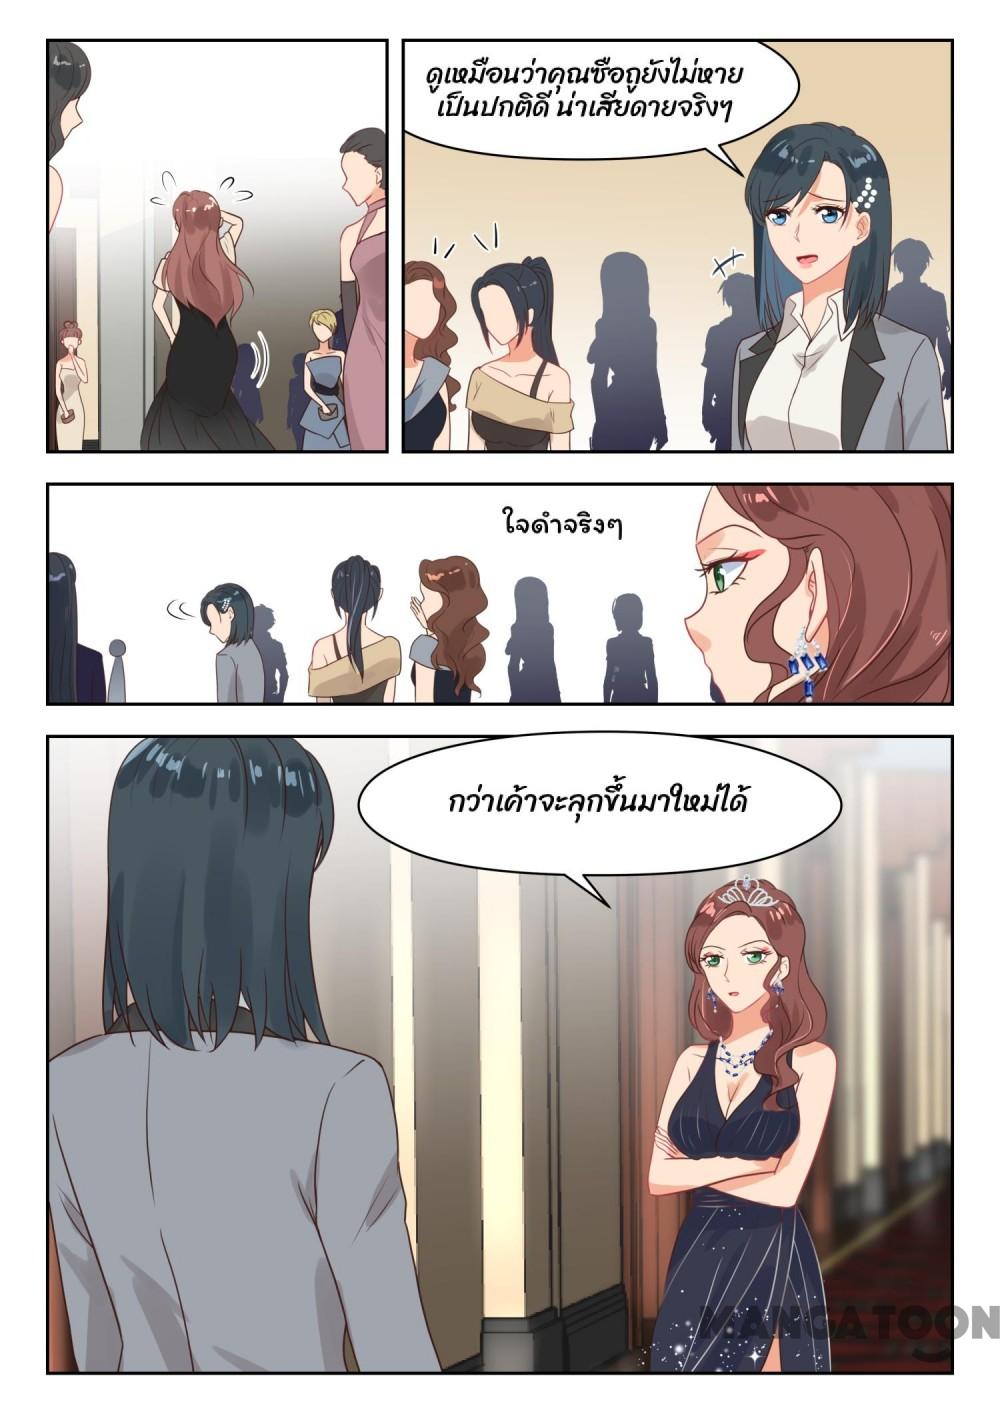 ดูเหมือนว่าคุณซือถูยังไม่หาย
เป็นปกติดี น่าเสียดายจริงๆ
ใจดำจริงๆ
กว่าเค้าจะลุกขึ้นมาใหม่ได้
MANGATOON